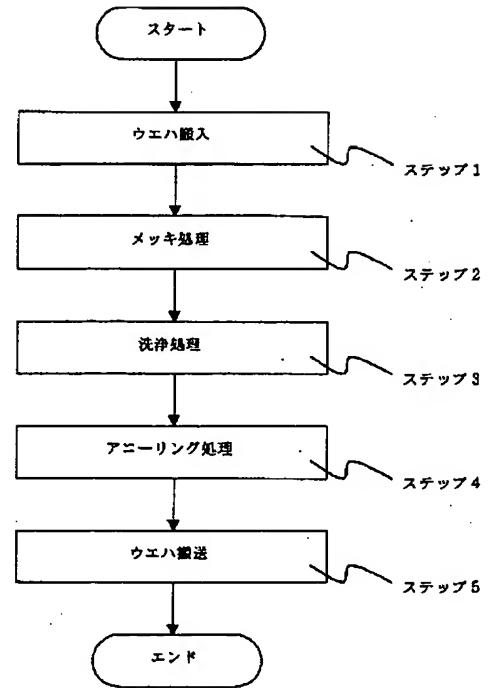 スタート
ウエハ搬入
ステップ1
メッキ処理
ステップ2
洗浄処理
ステップ3
アニーリング処理
ステップ4
ウエハ搬送
ステップ5
エンド